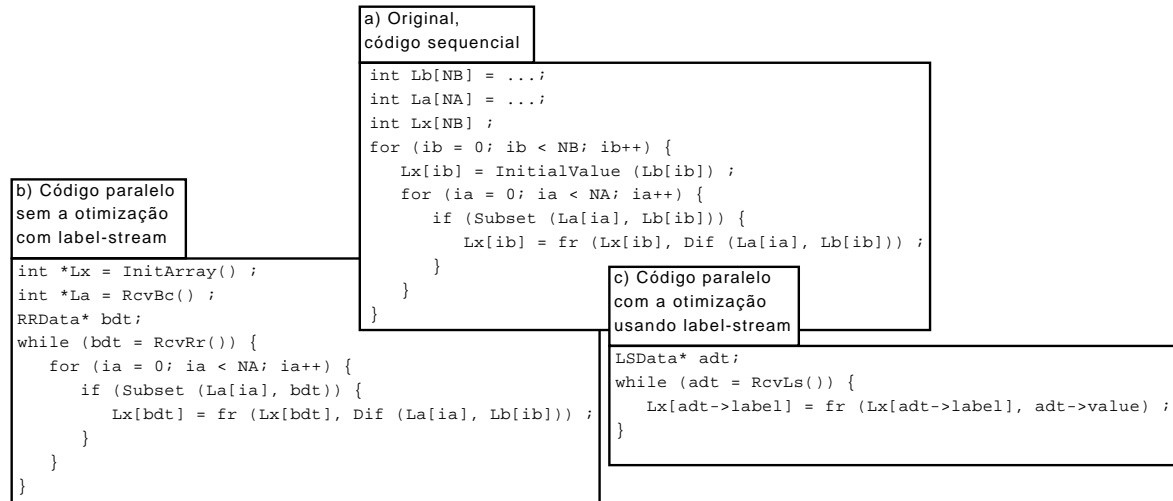 a) Original,
código sequencial
int Lb[NB] = ...;
int La[NA] = ...;
int Lx[NB] ;
for (ib = 0; ib < NB; ib++) {
Lx[ib] = InitialValue (Lb[ib]) ;
for (ia = 0; ia < NA; ia++) {
if (Subset (La[ia], Lb[ib])) {
Lx[ib] = fr (Lx[ib], Dif (La[ia], Lb[ib])) ;
}
}
}
b) Código paralelo
sem a otimização
com label-stream
int *Lx = InitArray() ;
int *La = RcvBc() ;
RRData* bdt;
while (bdt = RcvRr()) {
for (ia = 0; ia < NA; ia++) {
if (Subset (La[ia], bdt)) {
Lx[bdt] = fr (Lx[bdt], Dif (La[ia], Lb[ib])) ;
}
}
}
c) Código paralelo
com a otimização
usando label-stream
LSData* adt;
while (adt = RcvLs()) {
Lx[adt->label] = fr (Lx[adt->label], adt->value) ;
}